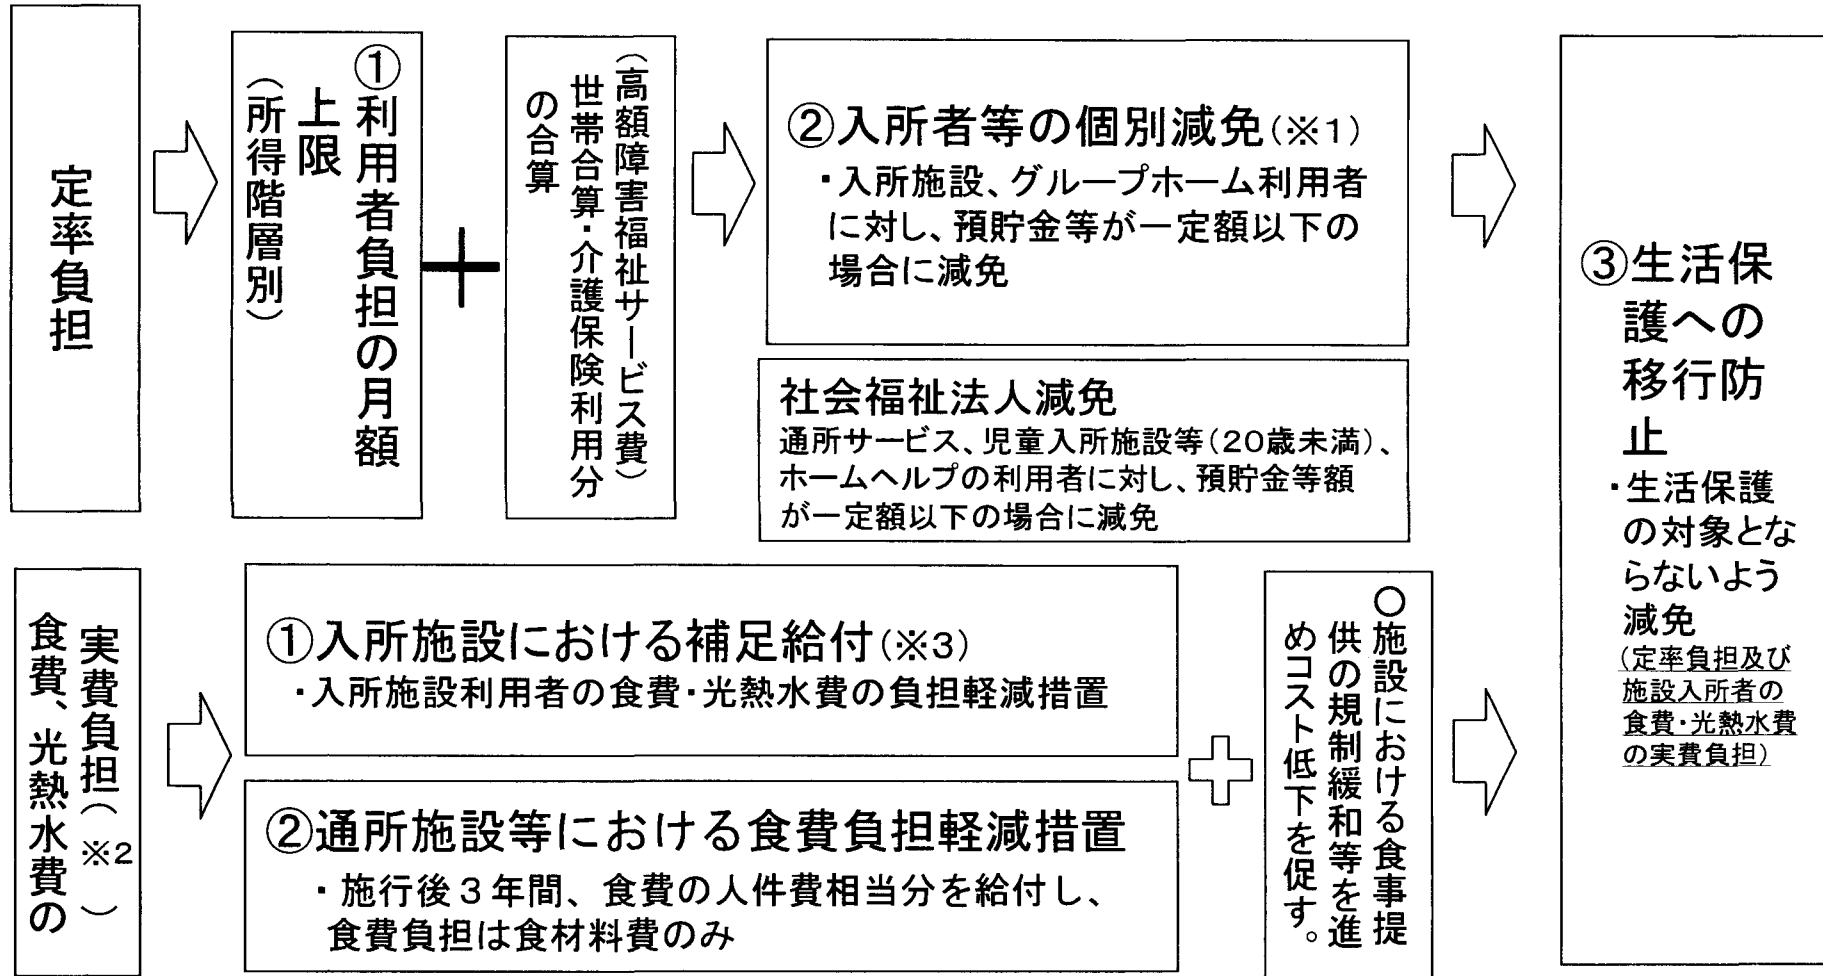 定率負担
①利用者負担の月額
上限
(所得階層別)
(高額障害福祉サービス費)
世帯合算・介護保険利用分
の合算
②入所者等の個別減免(※1)
・入所施設、グループホーム利用者
に対し、預貯金等が一定額以下の
場合に減免
社会福祉法人減免
通所サービス、児童入所施設等(20歳未満)、
ホームヘルプの利用者に対し、預貯金等額
が一定額以下の場合に減免
実費負担(※2)
食費、光熱水費の
①入所施設における補足給付(※3)
・入所施設利用者の食費・光熱水費の負担軽減措置
②通所施設等における食費負担軽減措置
・施行後3年間、食費の人件費相当分を給付し、
食費負担は食材料費のみ
○施設における食事提
供の規制緩和等を進
めコスト低下を促す。
③生活保
護への
移行防
止
・生活保護
の対象とな
らないよう
減免
(定率負担及び
施設入所者の
食費・光熱水費
の実費負担)